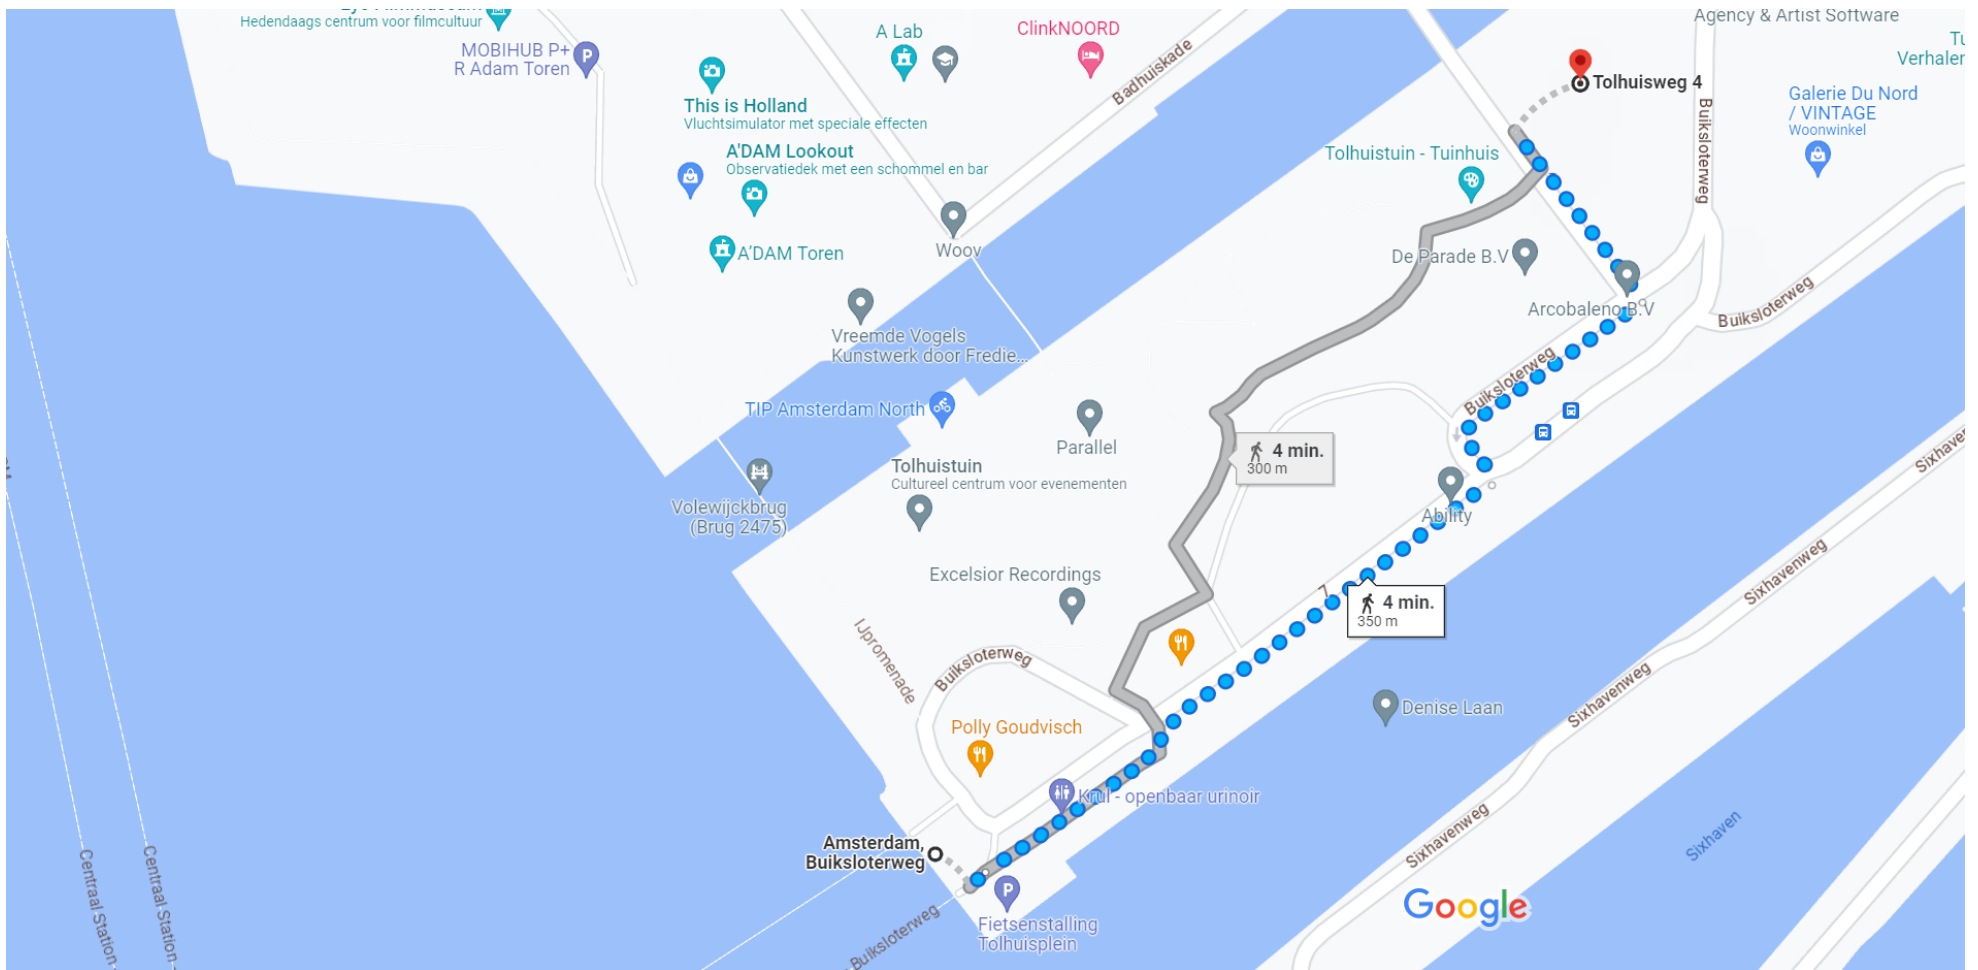 Hedendaags centrum voor filmcultuur
MOBIHUB P+
R Adam Toren
A Lab
ClinkNOORD
Badhuiskade
Agency & Artist Software
Verhalen
Tolhuisweg 4
Galerie Du Nord
/ VINTAGE
Woonwinkel
Buiksloterweg
This is Holland
Vluchtsimulator met speciale effecten
A'DAM Lookout
Observatiedek met een schommel en bar
Tolhuistuin - Tuinhuis
A'DAM Toren
Woov
De Parade B.V
Arcobaleno B.V
Buiksloterweg
Vreemde Vogels
Kunstwerk door Fredie...
TIP Amsterdam North
Parallel
Buiksloterweg
4 min.
300 m
Sixhavenweg
Tolhuistuin
Cultureel centrum voor evenementen
Volewijckbrug
(Brug 2475)
Ability
Excelsior Recordings
4 min.
350 m
Sixhavenweg
IJpromenade
Buiksloterweg
Polly Goudvisch
Denise Laan
Sixhavenweg
Krul - openbaar urinoir
Amsterdam,
Buiksloterweg
Sixhavenweg
Sixhaven
Centraal Station
Centraal Station
Fietsenstalling
Tolhuisplein
Buiksloterweg
Google